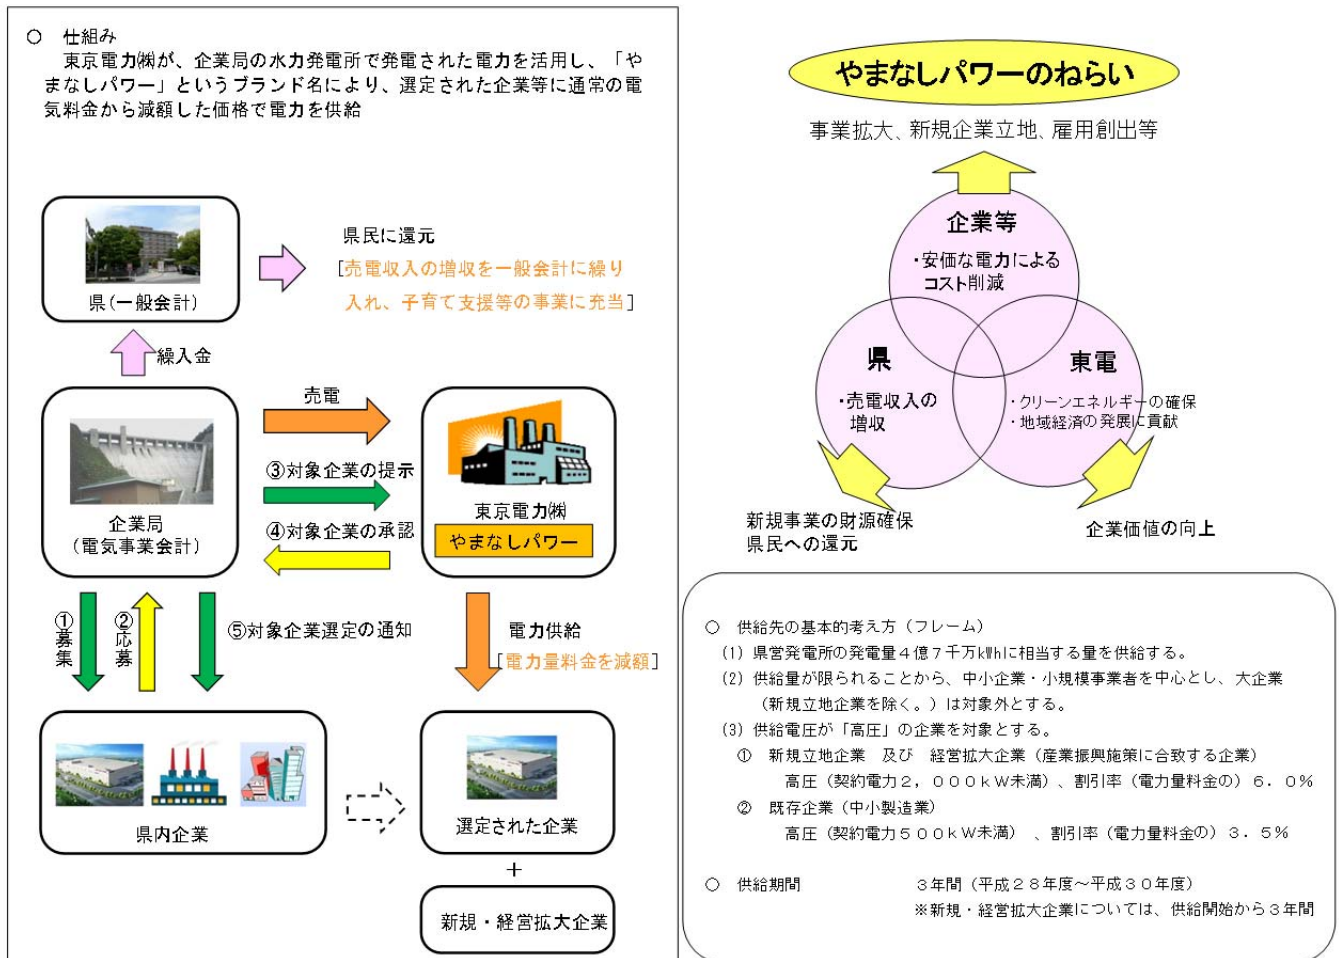 ○　仕組み
東京電力㈱が、企業局の水力発電所で発電された電力を活用し、「や
まなしパワー」というブランド名により、選定された企業等に通常の電
気料金から減額した価格で電力を供給
県(一般会計)
県民に還元
[売電収入の増収を一般会計に繰り
入れ、子育て支援等の事業に充当]
繰入金
企業局
(電気事業会計)
売電
③対象企業の提示
④対象企業の承認
東京電力㈱
やまなしパワー
①募集
②応募
⑤対象企業選定の通知
電力供給
[電力量料金を減額]
県内企業
選定された企業
＋
新規・経営拡大企業
やまなしパワーのねらい
事業拡大、新規企業立地、雇用創出等
企業等
・安価な電力による
コスト削減
県
・売電収入の
増収
東電
・クリーンエネルギーの確保
・地域経済の発展に貢献
新規事業の財源確保
県民への還元
企業価値の向上
○　供給先の基本的考え方（フレーム）
(1) 県営発電所の発電量４億７千万kWhに相当する量を供給する。
(2) 供給量が限られることから、中小企業・小規模事業者を中心とし、大企業
（新規立地企業を除く。）は対象外とする。
(3) 供給電圧が「高圧」の企業を対象とする。
①　新規立地企業　及び　経営拡大企業（産業振興施策に合致する企業）
高圧（契約電力２，０００ｋＷ未満）、割引率（電力量料金の）６．０％
②　既存企業（中小製造業）
高圧（契約電力５００ｋＷ未満）　、割引率（電力量料金の）３．５％
○　供給期間　　３年間（平成２８年度～平成３０年度）
※新規・経営拡大企業については、供給開始から３年間